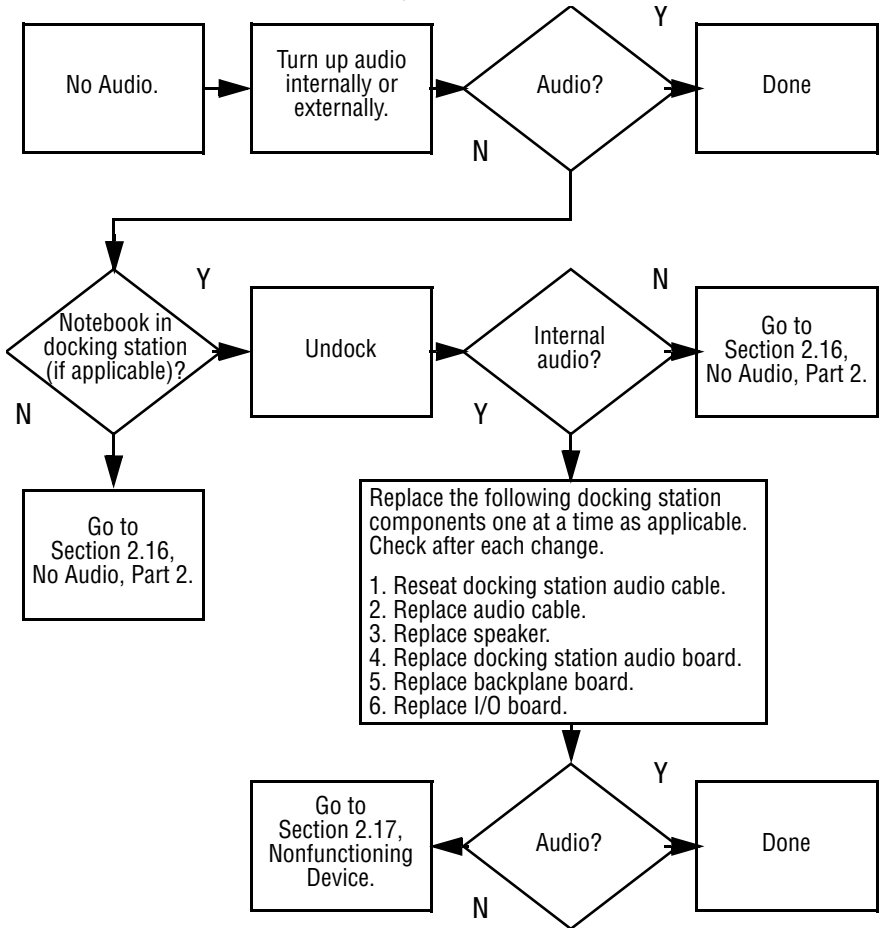 No Audio.
Turn up audio
internally or
externally.
Audio?
Y
Done
N
Notebook in
docking station
(if applicable)?
Y
Undock
Internal
audio?
N
Go to
Section 2.16,
No Audio, Part 2.
N
Y
Go to
Section 2.16,
No Audio, Part 2.
Replace the following docking station
components one at a time as applicable.
Check after each change.
1. Reseat docking station audio cable.
2. Replace audio cable.
3. Replace speaker.
4. Replace docking station audio board.
5. Replace backplane board.
6. Replace I/O board.
Go to
Section 2.17,
Nonfunctioning
Device.
Audio?
Y
Done
N